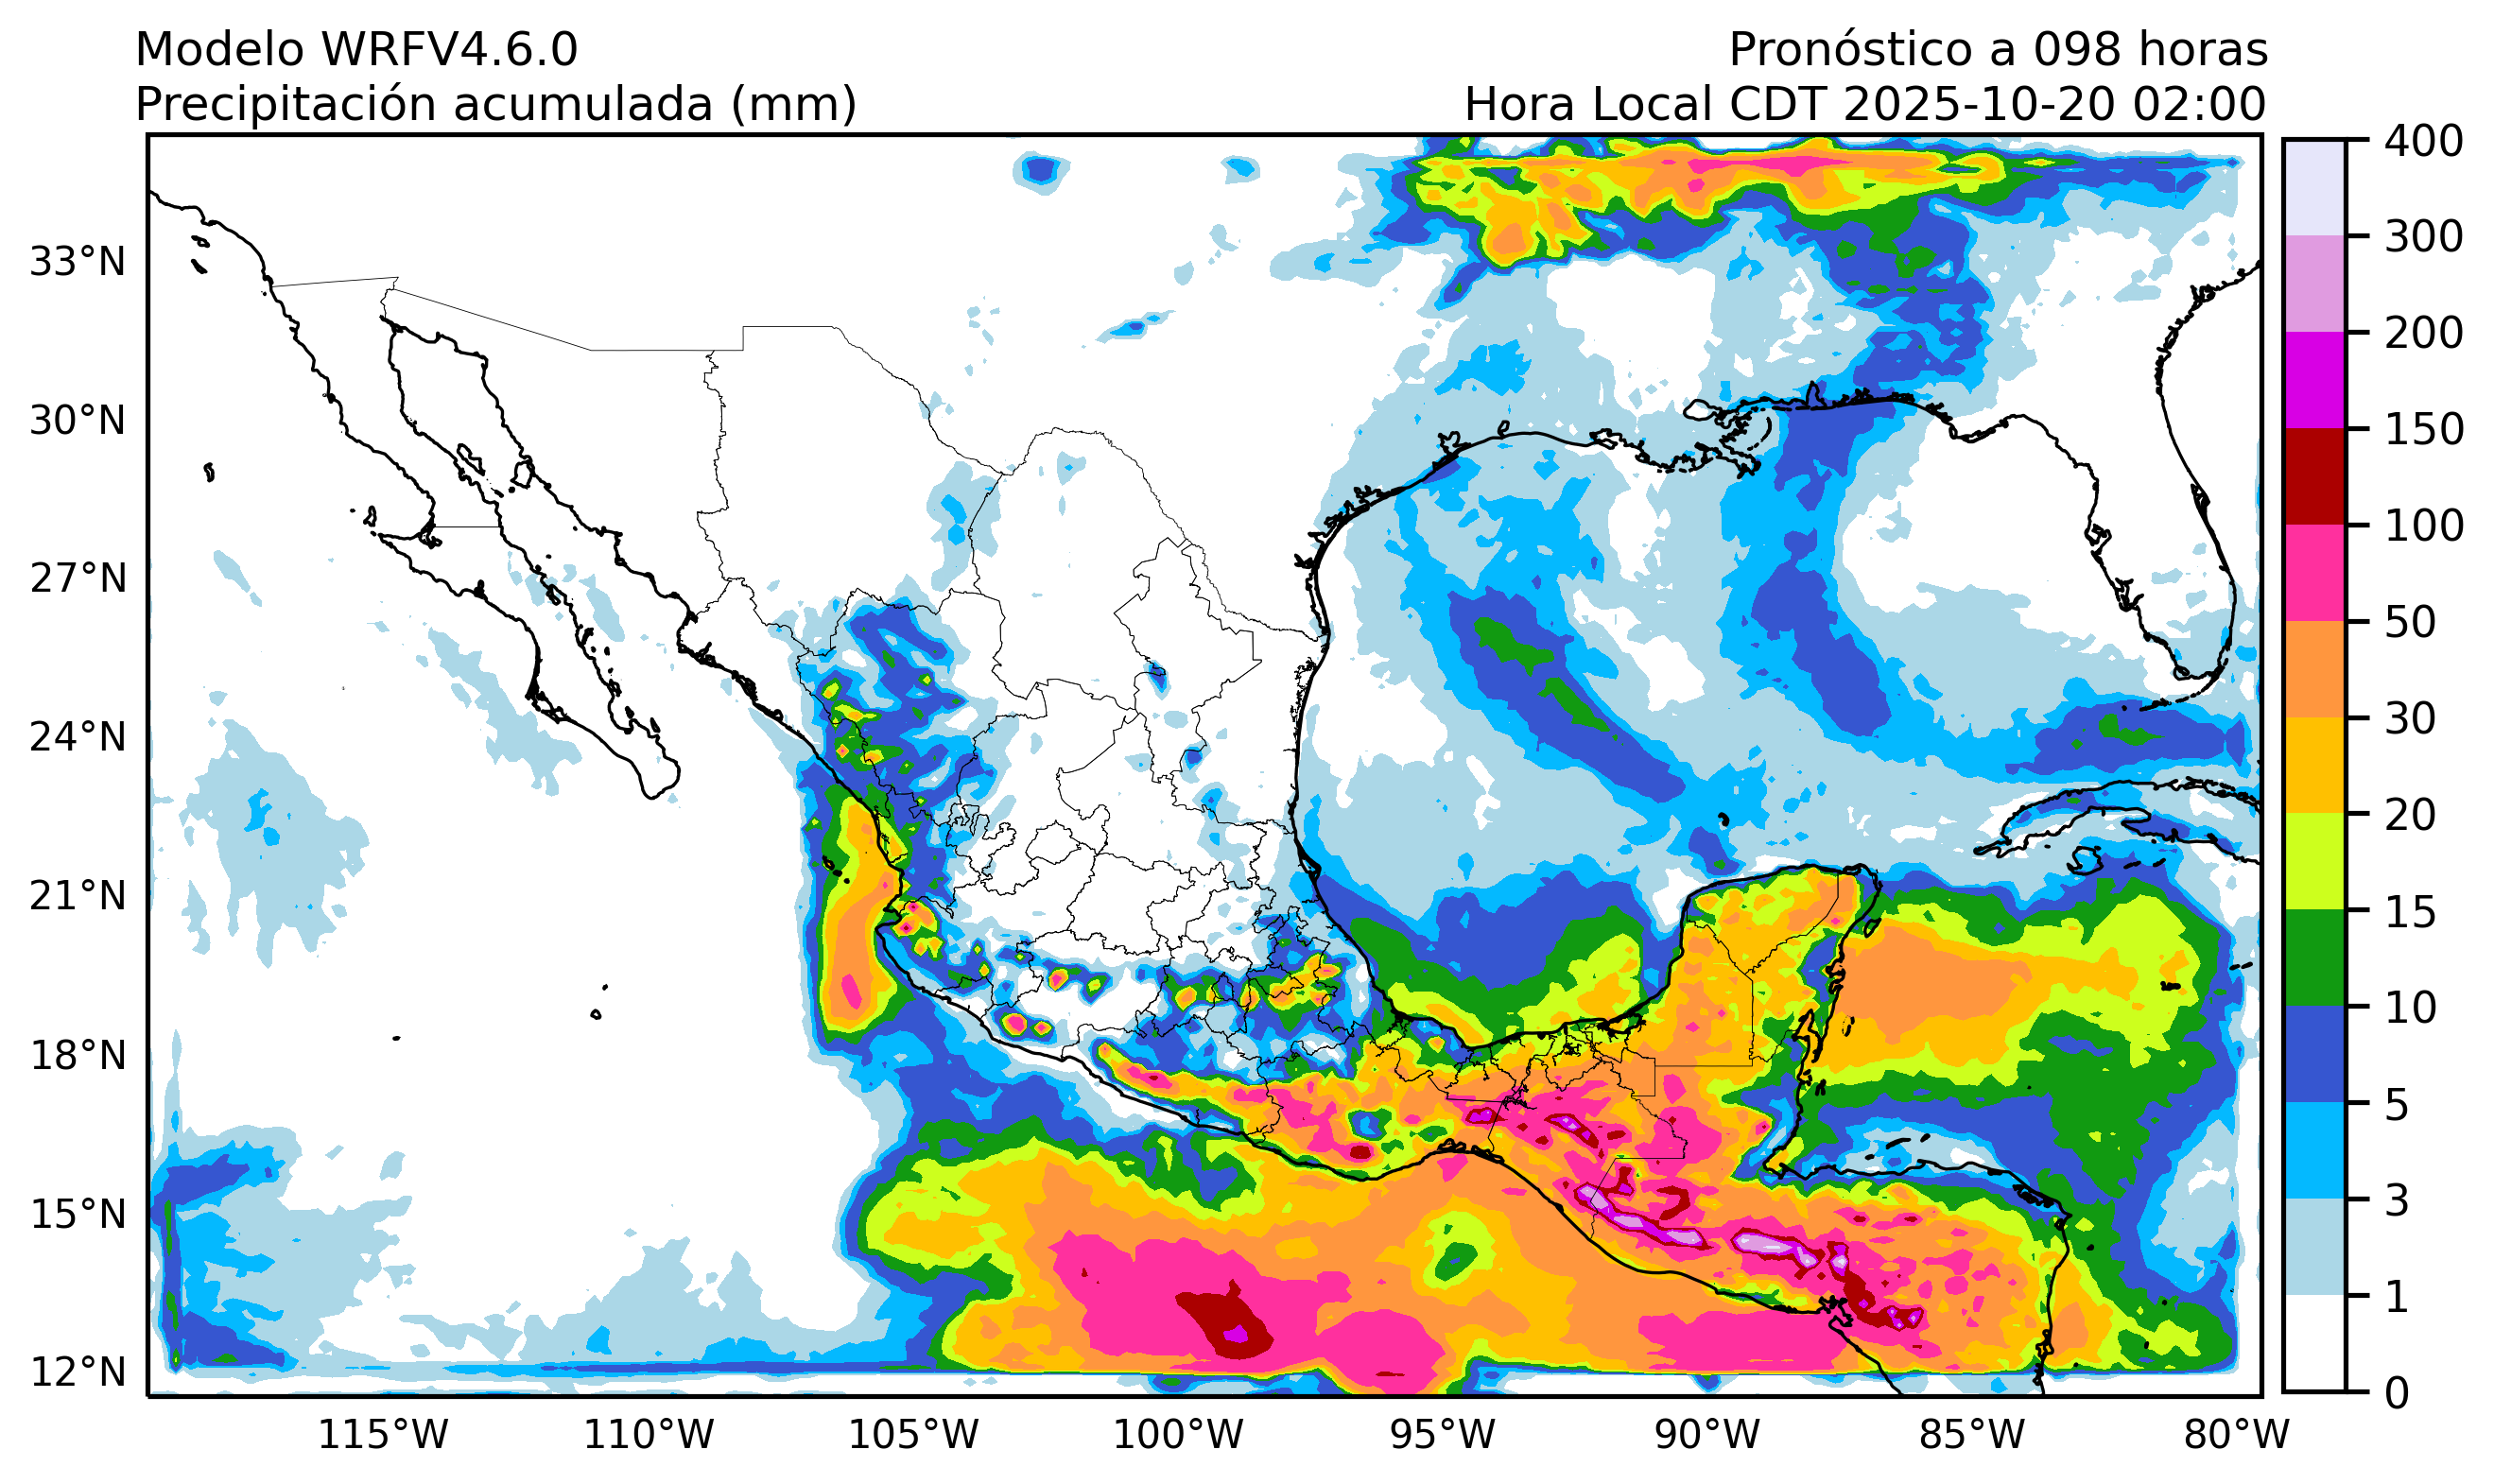 Modelo WRFV4.6.0
Pronóstico a 098 horas
Precipitación acumulada (mm)
Hora Local CDT 2025-10-20 02:00
33°N
30°N
27°N
24°N
21°N
18°N
15°N
12°N
115°W
110°W
105°W
100°W
95°W
90°W
85°W
80°W
400
300
200
150
100
50
30
20
15
10
5
3
1
0